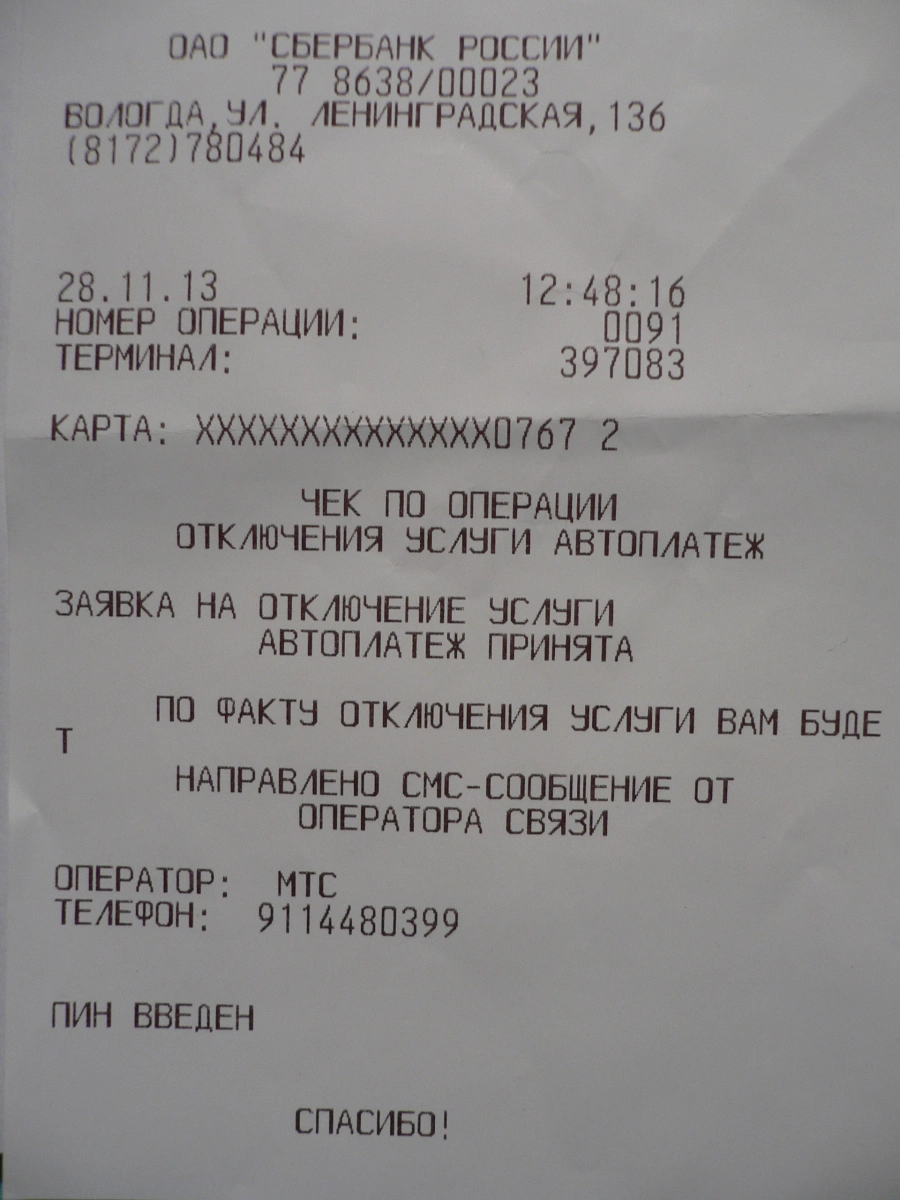 ОАО "СБЕРБАНК РОССИИ"
77 8638/00023
ВОЛОГДА,УЛ. ЛЕНИНГРАДСКАЯ,136
(8172)780484
28.11.13 12:48:16
НОМЕР ОПЕРАЦИИ: 0091
ТЕРМИНАЛ: 397083
КАРТА: XXXXXXXXXXXXXX0767 2
ЧЕК ПО ОПЕРАЦИИ
ОТКЛЮЧЕНИЯ УСЛУГИ АВТОПЛАТЕЖ
ЗАЯВКА НА ОТКЛЮЧЕНИЕ УСЛУГИ
АВТОПЛАТЕЖ ПРИНЯТА
ПО ФАКТУ ОТКЛЮЧЕНИЯ УСЛУГИ ВАМ БУДЕ
Т
НАПРАВЛЕНО СМС-СООБЩЕНИЕ ОТ
ОПЕРАТОРА СВЯЗИ
ОПЕРАТОР: МТС
ТЕЛЕФОН: 9114480399
ПИН ВВЕДЕН
СПАСИБО!